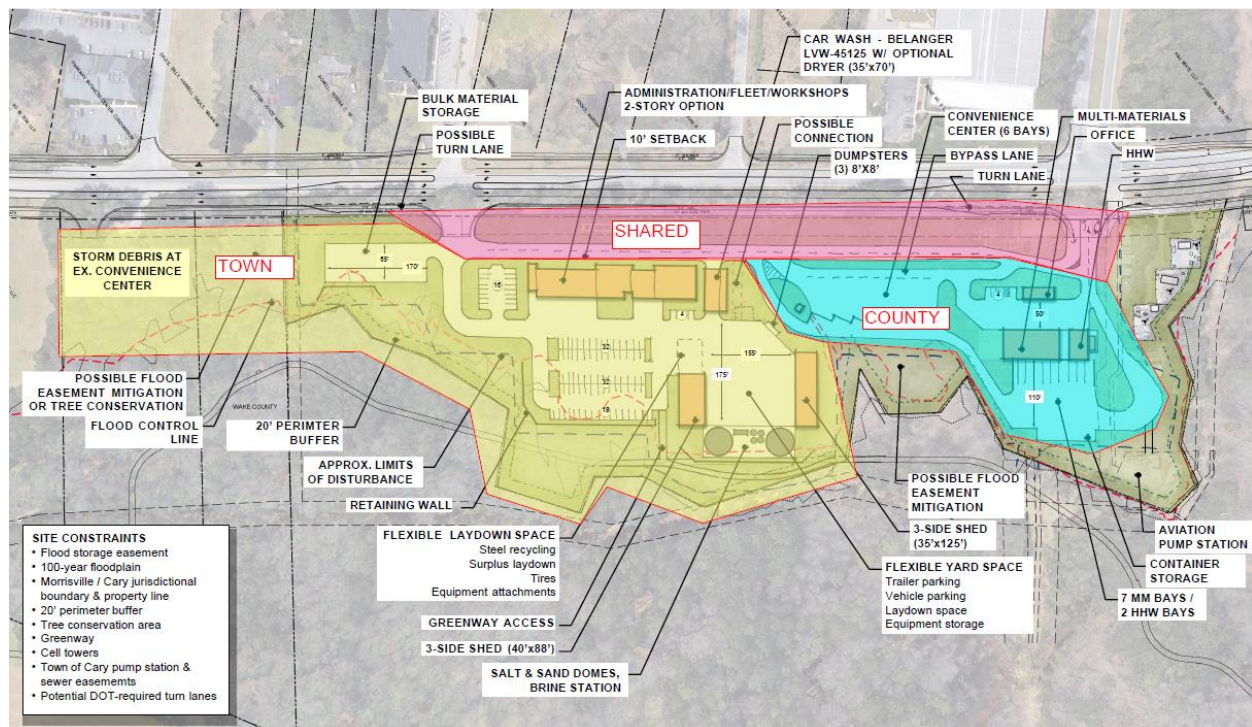 CAR WASH - BELANGER
LVW-45125 W/ OPTIONAL
DRYER (35'x70')
ADMINISTRATION/FLEET/WORKSHOPS
2-STORY OPTION
BULK MATERIAL
STORAGE
POSSIBLE
TURN LANE
10' SETBACK
POSSIBLE
CONNECTION
DUMPSTERS
(3) 8'X8'
CONVENIENCE
CENTER (6 BAYS)
BYPASS LANE
TURN LANE
MULTI-MATERIALS
OFFICE
HHW
SHARED
STORM DEBRIS AT
EX. CONVENIENCE
CENTER
TOWN
65'
170'
16
4
4
50'
COUNTY
32
32
18
155'
175'
110'
POSSIBLE FLOOD
EASEMENT MITIGATION
OR TREE CONSERVATION
FLOOD CONTROL
LINE
WAKE COUNTY
20' PERIMTER
BUFFER
APPROX. LIMITS
OF DISTURBANCE
RETAINING WALL
FLEXIBLE LAYDOWN SPACE
Steel recycling
Surplus laydown
Tires
Equipment attachments
GREENWAY ACCESS
3-SIDE SHED (40'x88')
SALT & SAND DOMES,
BRINE STATION
POSSIBLE FLOOD
EASEMENT
MITIGATION
3-SIDE SHED
(35'x125')
FLEXIBLE YARD SPACE
Trailer parking
Vehicle parking
Laydown space
Equipment storage
AVIATION
PUMP STATION
CONTAINER
STORAGE
7 MM BAYS /
2 HHW BAYS
SITE CONSTRAINTS
• Flood storage easement
• 100-year floodplain
• Morrisville / Cary jurisdictional
boundary & property line
• 20' perimeter buffer
• Tree conservation area
• Greenway
• Cell towers
• Town of Cary pump station &
sewer easememts
• Potential DOT-required turn lanes